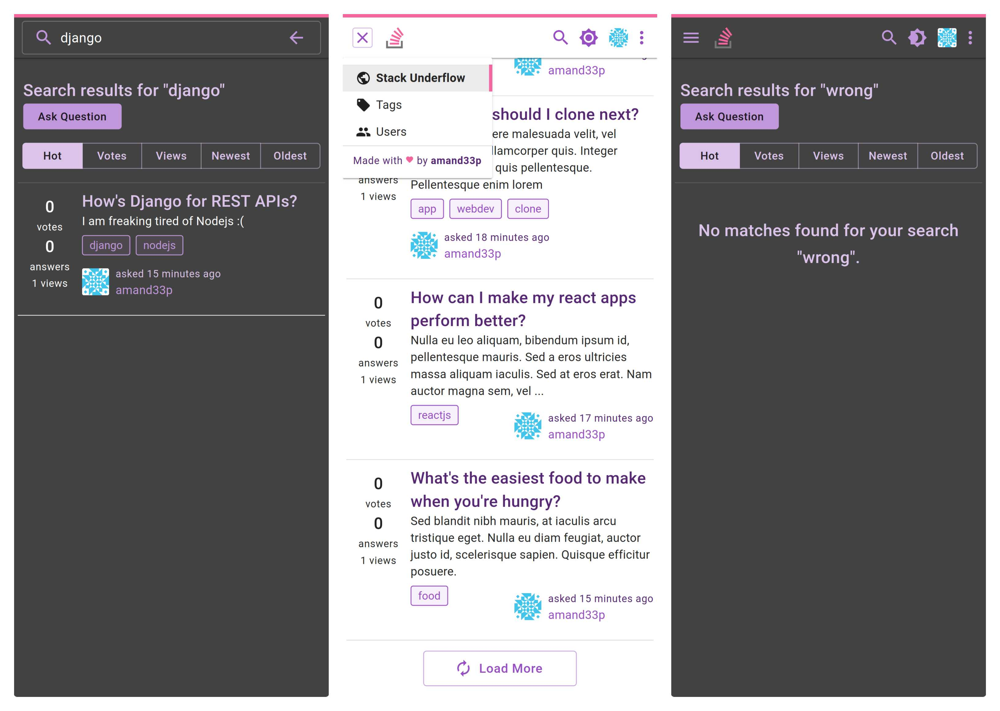 django
Search results for "django"
Ask Question
Hot
Votes
Views
Newest
Oldest
0
votes
0
answers
1 views
How's Django for REST APIs?
I am freaking tired of Nodejs :(
django
nodejs
asked 15 minutes ago
amand33p
Stack Underflow
Tags
Users
Made with ♥ by amand33p
amand33p
should I clone next?
ere malesuada velit, vel
llamcorper quis. Integer
quis pellentesque.
Pellentesque enim lorem
answers
1 views
app
webdev
clone
asked 18 minutes ago
amand33p
0
votes
0
answers
1 views
How can I make my react apps
perform better?
Nulla eu leo aliquam, bibendum ipsum id,
pellentesque mauris. Sed a eros ultricies
massa aliquam iaculis. Sed at eros erat. Nam
auctor magna sem, vel ...
reactjs
asked 17 minutes ago
amand33p
0
votes
0
answers
1 views
What's the easiest food to make
when you're hungry?
Sed blandit nibh mauris, at iaculis arcu
tristique eget. Nulla eu diam feugiat, auctor
justo id, scelerisque sapien. Quisque efficitur
posuere.
food
asked 15 minutes ago
amand33p
Load More
Search results for "wrong"
Ask Question
Hot
Votes
Views
Newest
Oldest
No matches found for your search
"wrong".